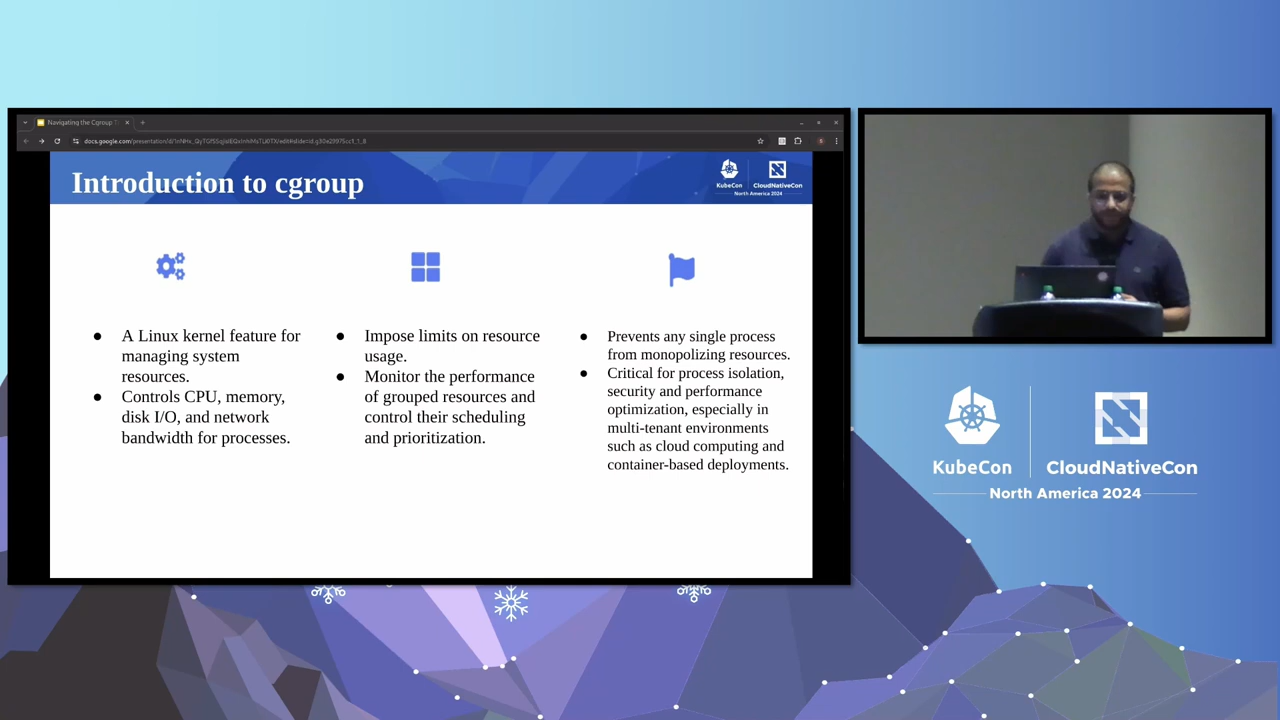 Navigating the Cgroup
Introduction to cgroup
KubeCon
CloudNativeCon
North America 2024
● A Linux kernel feature for
managing system
resources.
● Controls CPU, memory,
disk I/O, and network
bandwidth for processes.
● Impose limits on resource
usage.
● Monitor the performance
of grouped resources and
control their scheduling
and prioritization.
● Prevents any single process
from monopolizing resources.
● Critical for process isolation,
security and performance
optimization, especially in
multi-tenant environments
such as cloud computing and
container-based deployments.
KubeCon
CloudNativeCon
North America 2024